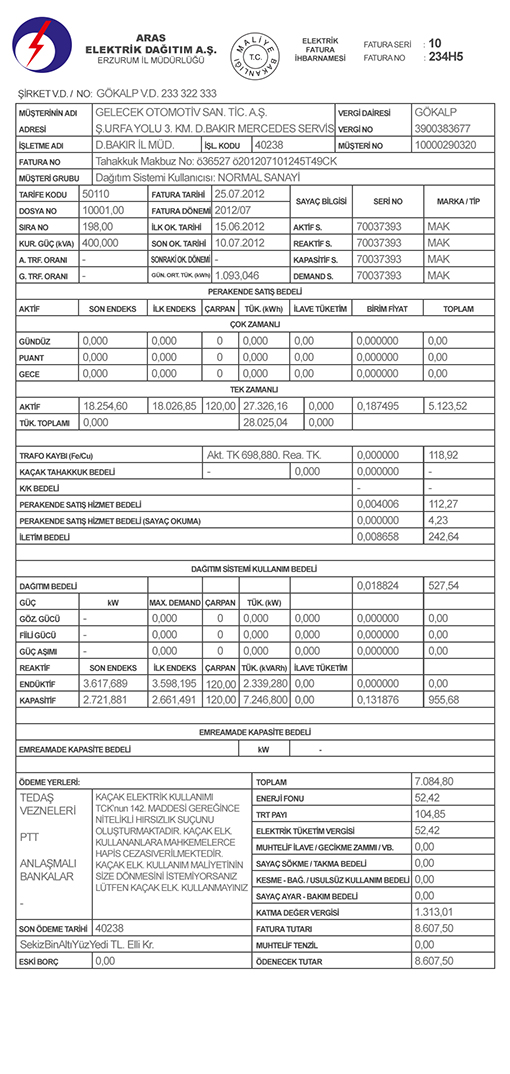 ARAS
ELEKTRİK DAĞITIM A.Ş.
ERZURUM İL MÜDÜRLÜĞÜ
MALİYE BAKANLIĞI
T.C.
ELEKTRİK
FATURA
İHBARNAMESİ
FATURA SERİ : 10
FATURA NO : 234H5
ŞİRKET V.D. / NO: GÖKALP V.D. 233 322 333
MÜŞTERİNİN ADI GELECEK OTOMOTİV SAN. TİC. A.Ş. VERGİ DAİRESİ GÖKALP
ADRESİ Ş.URFA YOLU 3. KM. D.BAKIR MERCEDES SERVİS VERGİ NO 3900383677
İŞLETME ADI D.BAKIR İL MÜD. İŞL. KODU 40238 MÜŞTERİ NO 10000290320
FATURA NO Tahakkuk Makbuz No: ö36527 ö201207101245T49CK
MÜŞTERİ GRUBU Dağıtım Sistemi Kullanıcısı: NORMAL SANAYİ
TARİFE KODU 50110 FATURA TARİHİ 25.07.2012 SAYAÇ BİLGİSİ SERİ NO MARKA / TİP
DOSYA NO 10001,00 FATURA DÖNEMİ 2012/07
SIRA NO 198,00 İLK OK. TARİHİ 15.06.2012 AKTİF S. 70037393 MAK
KUR. GÜÇ (kVA) 400,000 SON OK. TARİHİ 10.07.2012 REAKTİF S. 70037393 MAK
A. TRF. ORANI - SONRAKİ OK. DÖNEMİ - KAPASİTİF S. 70037393 MAK
G. TRF. ORANI - GÜN. ORT. TÜK. (kWh) 1.093,046 DEMAND S. 70037393 MAK
PERAKENDE SATIŞ BEDELİ
AKTİF SON ENDEKS İLK ENDEKS ÇARPAN TÜK. (kWh) İLAVE TÜKETİM BİRİM FİYAT TOPLAM
ÇOK ZAMANLI
GÜNDÜZ 0,000 0,000 0 0,000 0,00 0,000000 0,00
PUANT 0,000 0,000 0 0,000 0,00 0,000000 0,00
GECE 0,000 0,000 0 0,000 0,00 0,000000 0,00
TEK ZAMANLI
AKTİF 18.254,60 18.026,85 120,00 27.326,16 0,000 0,187495 5.123,52
TÜK. TOPLAMI 0,000 28.025,04 0,000
TRAFO KAYBI (Fe/Cu) Akt. TK 698,880. Rea. TK. 0,000000 118,92
KAÇAK TAHAKKUK BEDELİ - 0,000 0,000000 -
K/K BEDELİ - -
PERAKENDE SATIŞ HİZMET BEDELİ 0,004006 112,27
PERAKENDE SATIŞ HİZMET BEDELİ (SAYAÇ OKUMA) 0,000000 4,23
İLETİM BEDELİ 0,008658 242,64
DAĞITIM SİSTEMİ KULLANIM BEDELİ
DAĞITIM BEDELİ 0,018824 527,54
GÜÇ kW MAX. DEMAND ÇARPAN TÜK. (kW)
GÖZ. GÜCÜ - 0,000 0 0,000 0,000 0,000000 0,00
FİİLİ GÜCÜ - 0,000 0 0,000 0,000 0,000000 0,00
GÜÇ AŞIMI - 0,000 0 0,000 0,000 0,000000 0,00
REAKTİF SON ENDEKS İLK ENDEKS ÇARPAN TÜK. (kVARh) İLAVE TÜKETİM
ENDÜKTİF 3.617,689 3.598,195 120,00 2.339,280 0,00 0,000000 0,00
KAPASİTİF 2.721,881 2.661,491 120,00 7.246,800 0,00 0,131876 955,68
EMREAMADE KAPASİTE BEDELİ
EMREAMADE KAPASİTE BEDELİ kW -
ÖDEME YERLERİ: TOPLAM 7.084,80
TEDAŞ
VEZNELERİ
PTT
ANLAŞMALI
BANKALAR
-
KAÇAK ELEKTRİK KULLANIMI
TCK'nun 142. MADDESİ GEREĞİNCE
NİTELİKLİ HIRSIZLIK SUÇUNU
OLUŞTURMAKTADIR. KAÇAK ELK.
KULLANANLARA MAHKEMELERCE
HAPİS CEZASIVERİLMEKTEDİR.
KAÇAK ELK. KULLANIM MALİYETİNİN
SİZE DÖNMESİNİ İSTEMİYORSANIZ
LÜTFEN KAÇAK ELK. KULLANMAYINIZ
ENERJİ FONU 52,42
TRT PAYI 104,85
ELEKTRİK TÜKETİM VERGİSİ 52,42
MUHTELİF İLAVE / GECİKME ZAMMI / VB. 0,00
SAYAÇ SÖKME / TAKMA BEDELİ 0,00
KESME - BAĞ. / USULSÜZ KULLANIM BEDELİ 0,00
SAYAÇ AYAR - BAKIM BEDELİ 0,00
KATMA DEĞER VERGİSİ 1.313,01
SON ÖDEME TARİHİ 40238 FATURA TUTARI 8.607,50
SekizBinAltıYüzYedi TL. Elli Kr. MUHTELİF TENZİL 0,00
ESKİ BORÇ 0,00 ÖDENECEK TUTAR 8.607,50